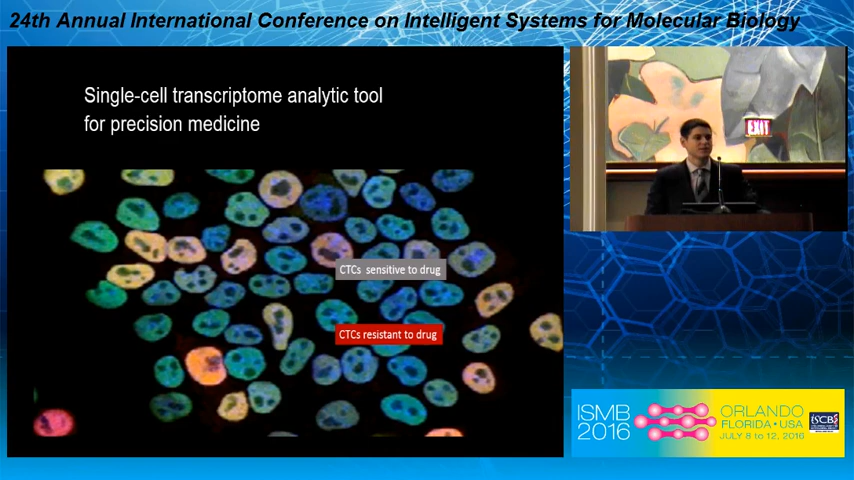 24th Annual International Conference on Intelligent Systems for Molecular Biology
Single-cell transcriptome analytic tool
for precision medicine
EXIT
CTCs sensitive to drug
CTCs resistant to drug
ISMB
2016
ORLANDO
FLORIDA • USA
JULY 8 to 12, 2016
ISCB